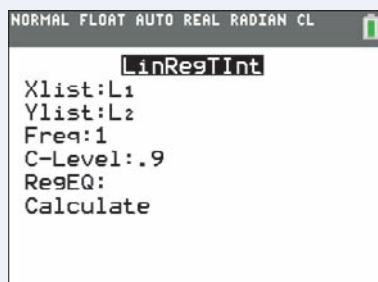 NORMAL FLOAT AUTO REAL RADIAN CL
LinRegTInt
Xlist:L₁
Ylist:L₂
Freq:1
C-Level:.9
RegEQ:
Calculate